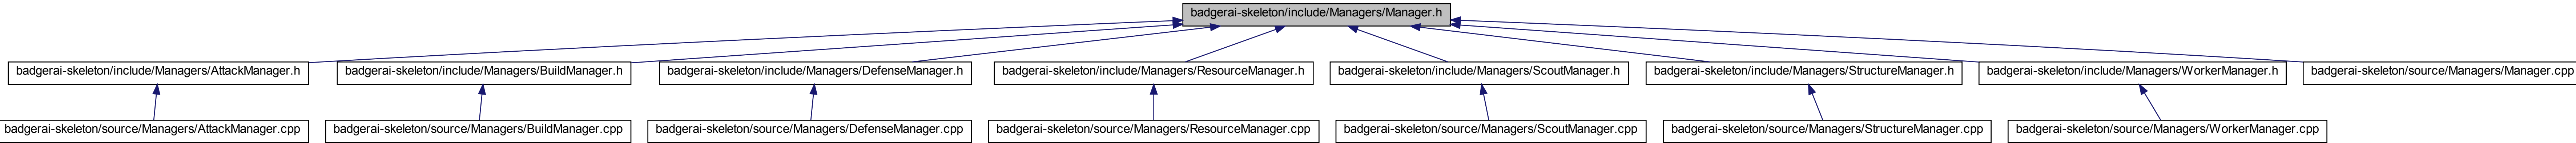 badgerai-skeleton/include/Managers/Manager.h
badgerai-skeleton/include/Managers/AttackManager.h
badgerai-skeleton/include/Managers/BuildManager.h
badgerai-skeleton/include/Managers/DefenseManager.h
badgerai-skeleton/include/Managers/ResourceManager.h
badgerai-skeleton/include/Managers/ScoutManager.h
badgerai-skeleton/include/Managers/StructureManager.h
badgerai-skeleton/include/Managers/WorkerManager.h
badgerai-skeleton/source/Managers/Manager.cpp
badgerai-skeleton/source/Managers/AttackManager.cpp
badgerai-skeleton/source/Managers/BuildManager.cpp
badgerai-skeleton/source/Managers/DefenseManager.cpp
badgerai-skeleton/source/Managers/ResourceManager.cpp
badgerai-skeleton/source/Managers/ScoutManager.cpp
badgerai-skeleton/source/Managers/StructureManager.cpp
badgerai-skeleton/source/Managers/WorkerManager.cpp